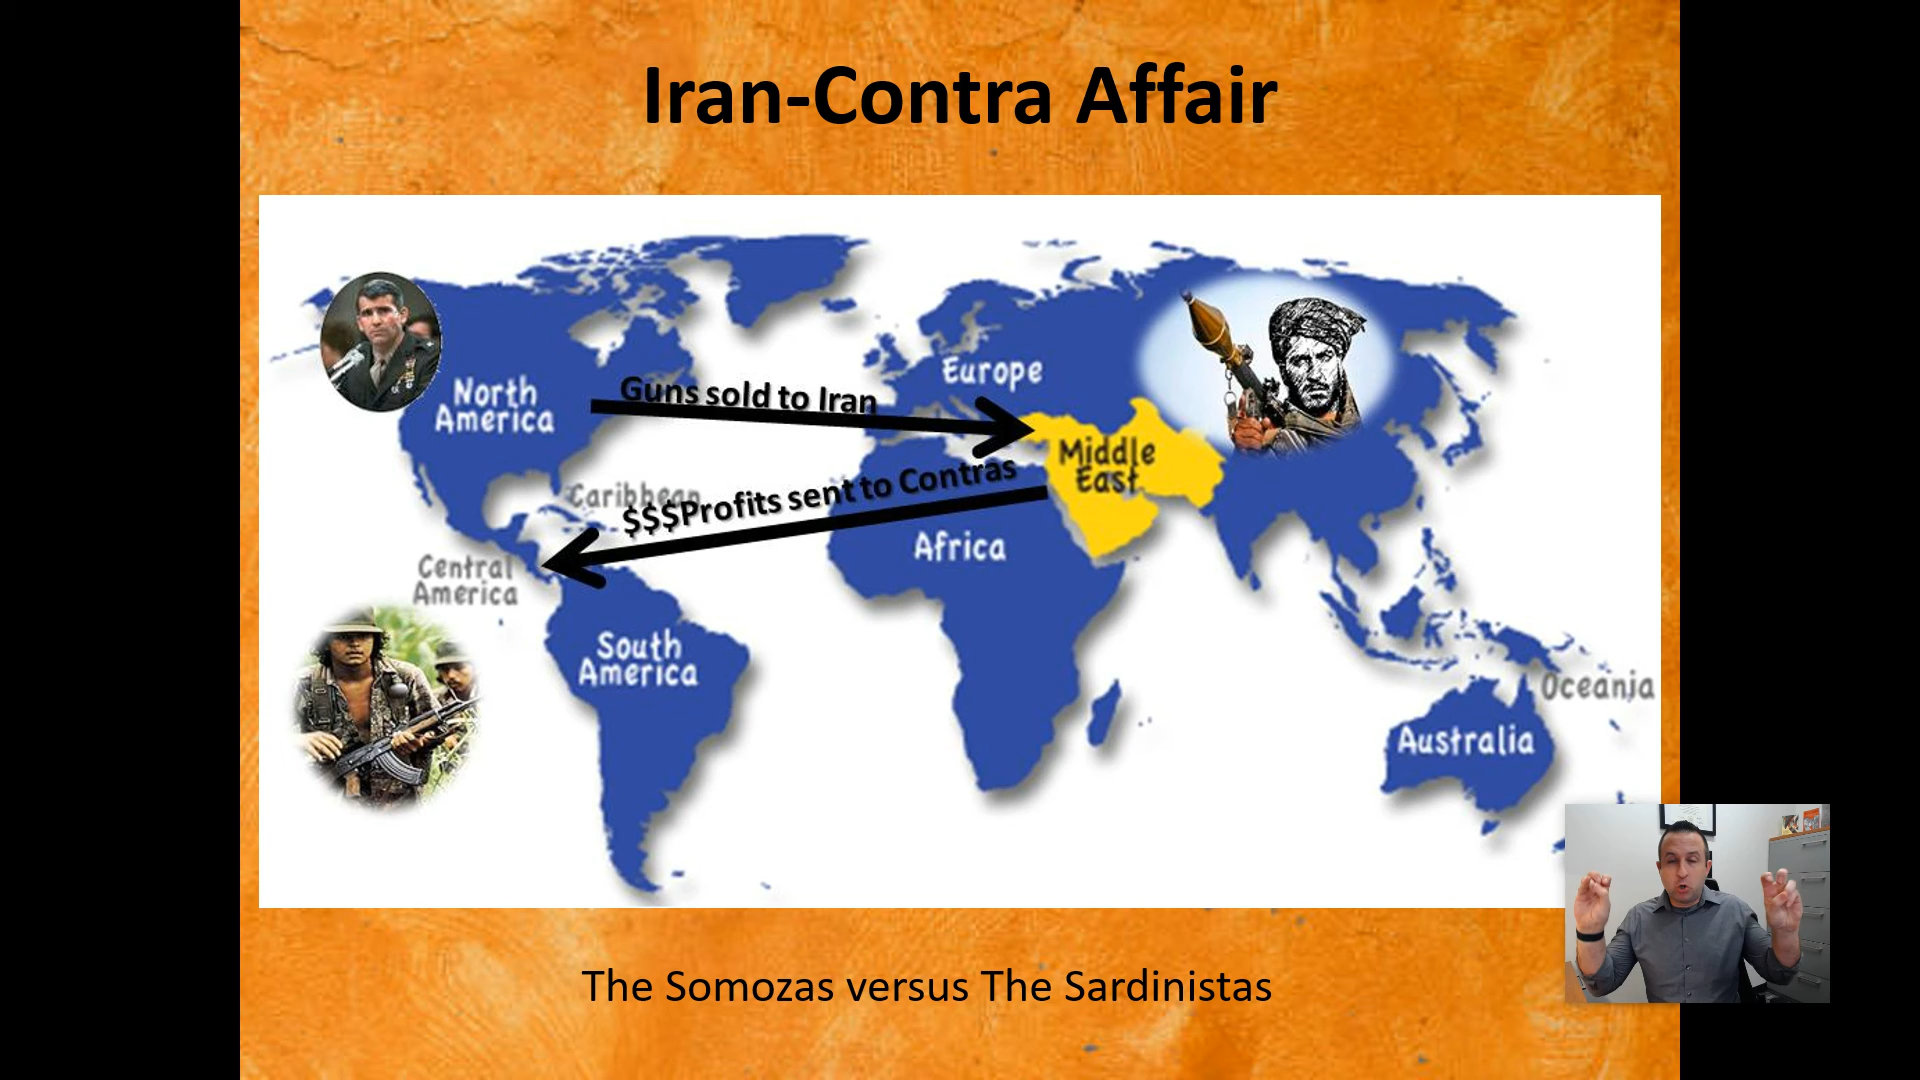 Iran-Contra Affair
North
America
Guns sold to Iran
Europe
Middle
East
Caribbean
$$$Profits sent to Contras
Africa
Central
America
South
America
Oceania
Australia
The Somozas versus The Sardinistas